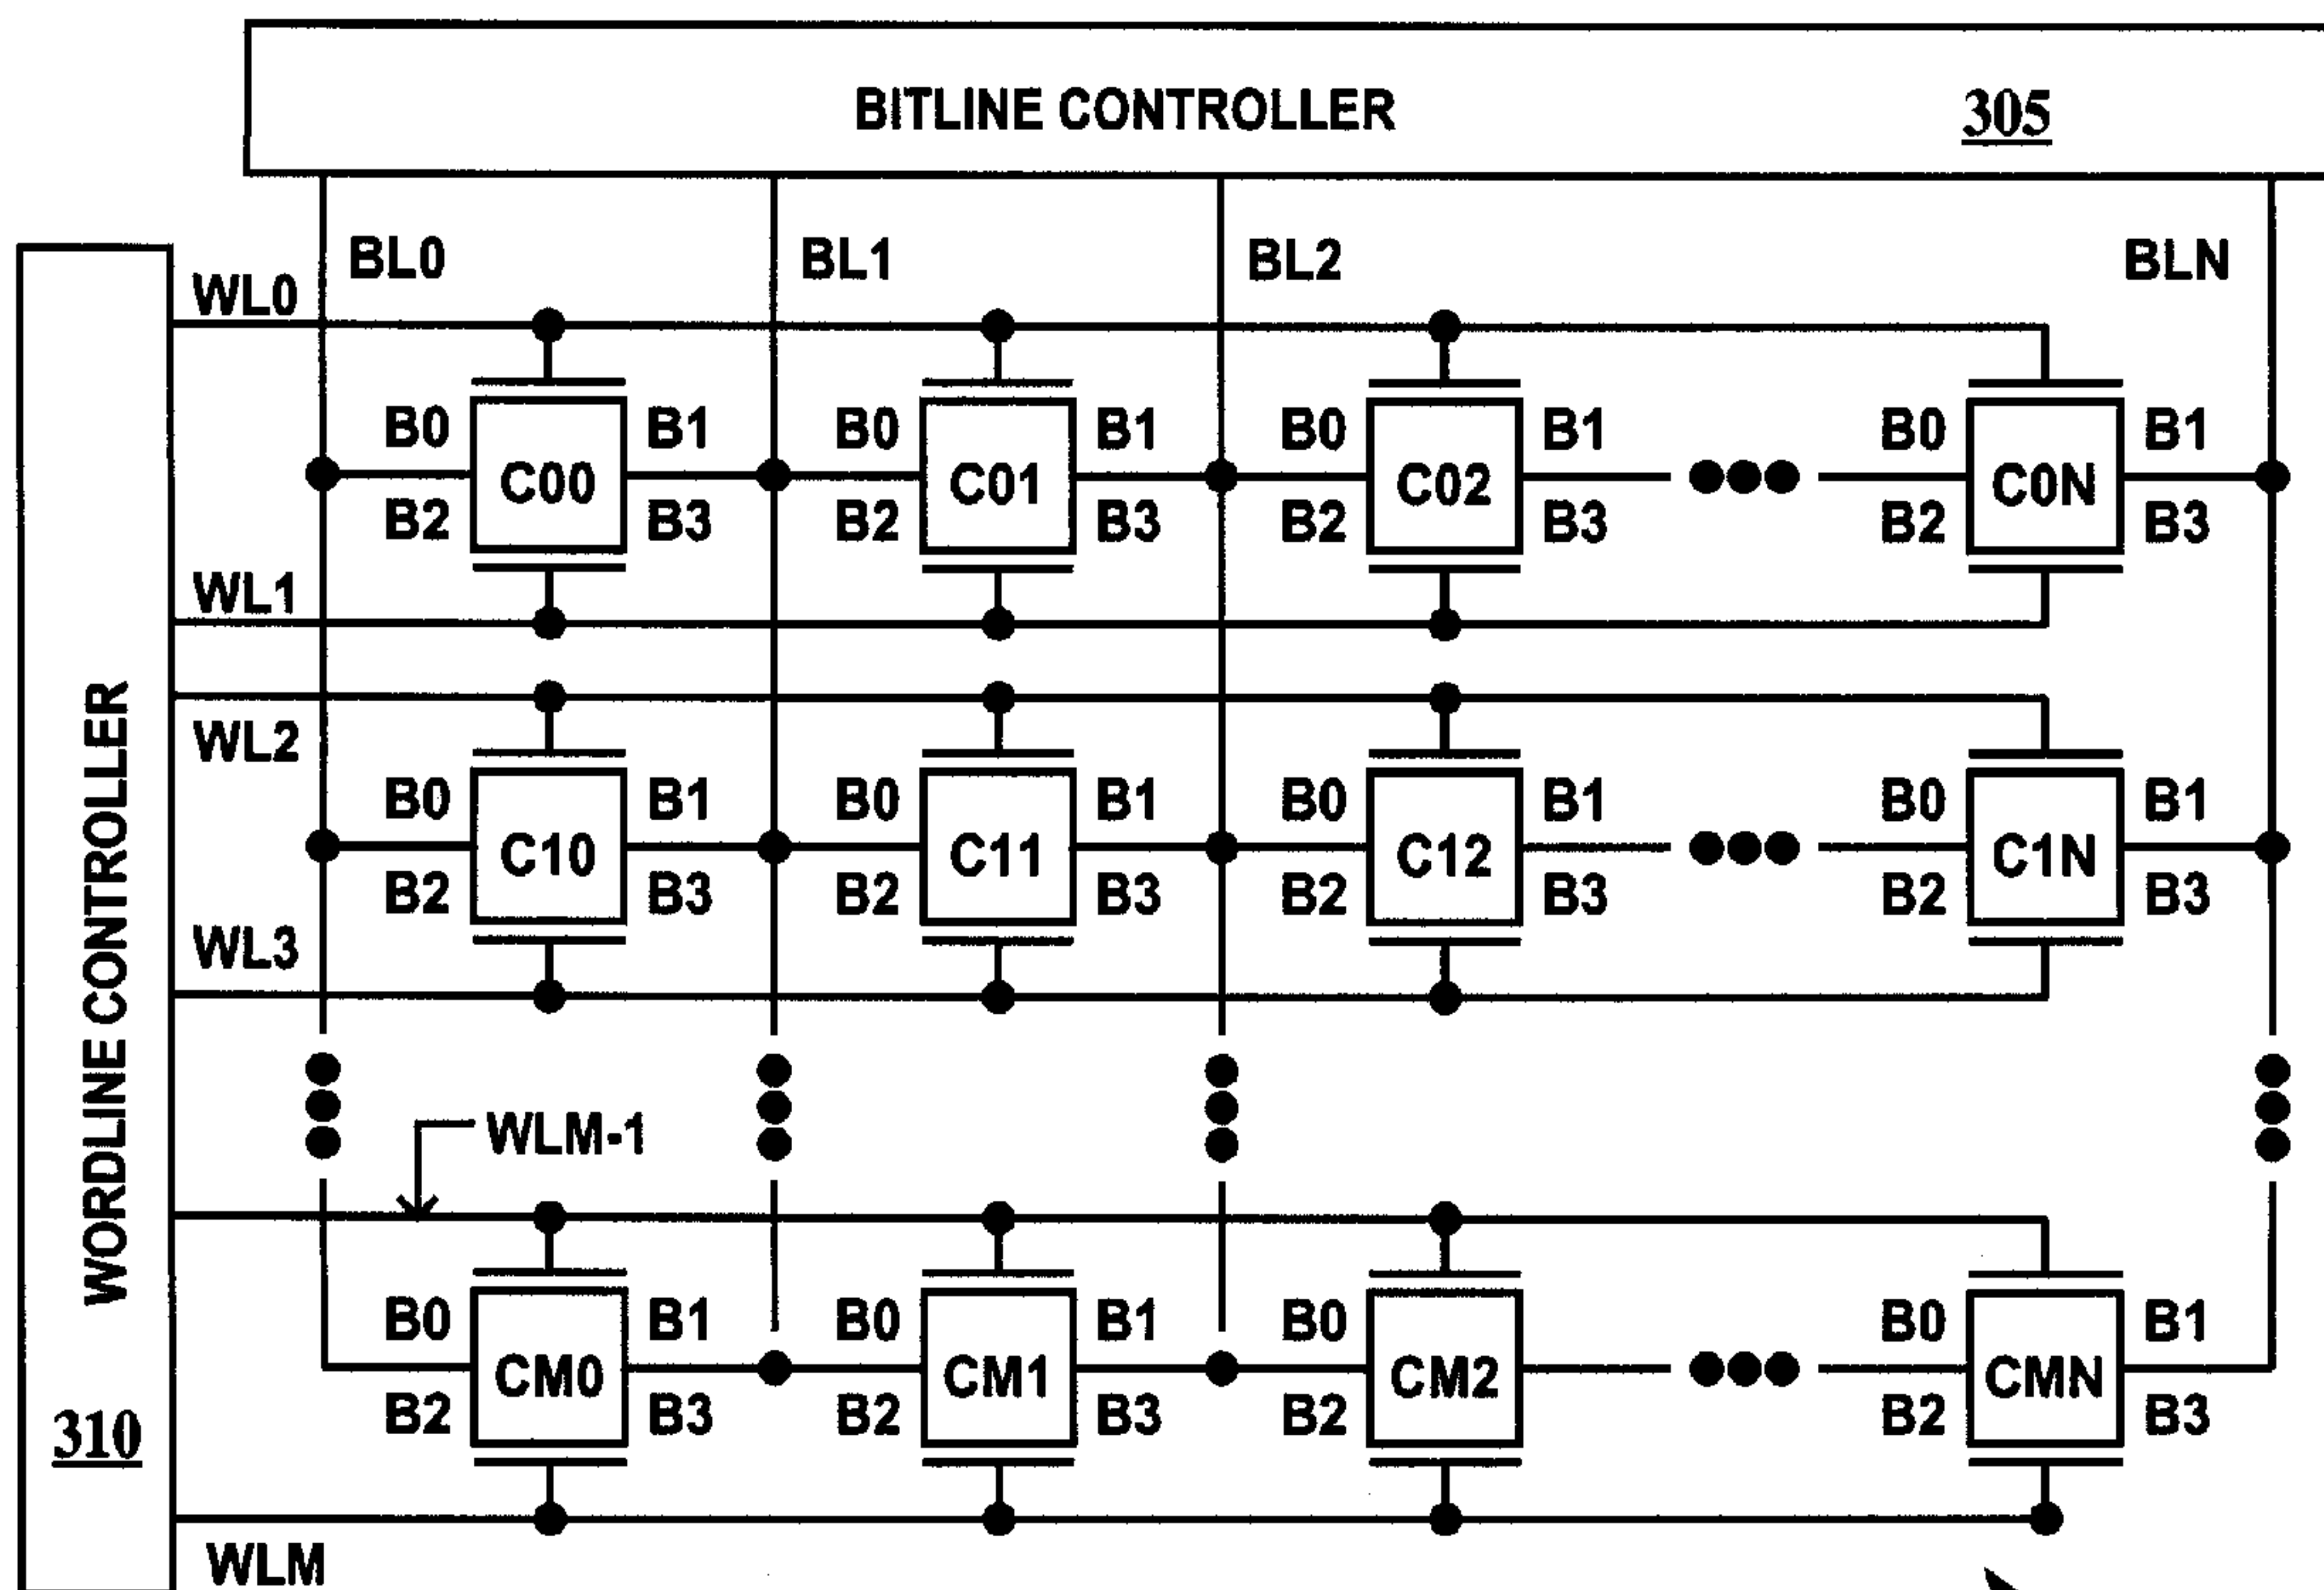 BITLINE CONTROLLER 305
BL0 BL1 BL2 BLN
WL0
B0 B1 B0 B1 B0 B1 B0 B1
C00 C01 C02 C0N
B2 B3 B2 B3 B2 B3 B2 B3
WL1
WL2
B0 B1 B0 B1 B0 B1 B0 B1
C10 C11 C12 C1N
B2 B3 B2 B3 B2 B3 B2 B3
WL3
WORDLINE CONTROLLER
WLM-1
B0 B1 B0 B1 B0 B0 B1
CM0 CM1 CM2 CMN
B2 B3 B2 B3 B2 B2 B3
310
WLM